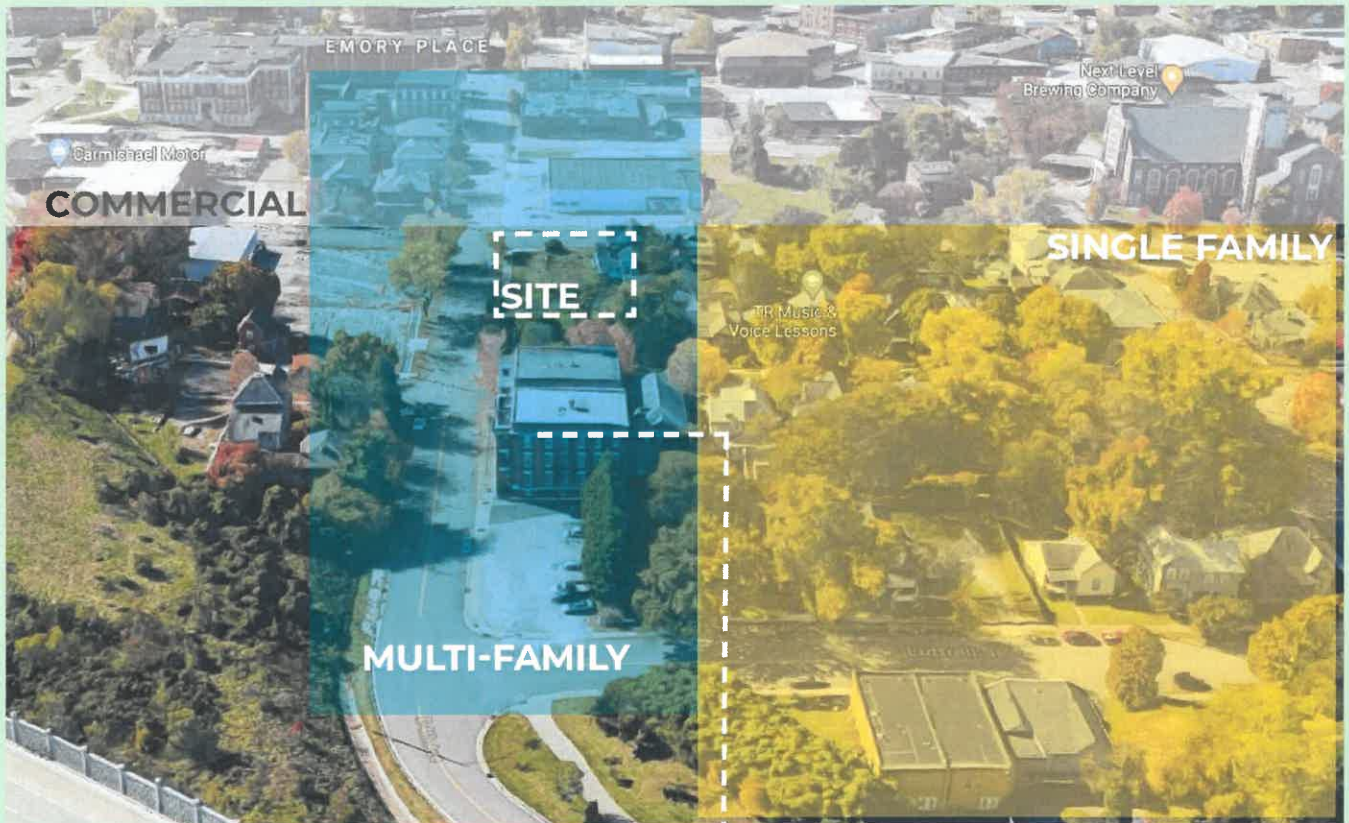 EMORY PLACE
Next Level
Brewing Company
Carmichael Motor
COMMERCIAL
SINGLE FAMILY
SITE
TR Music &
Voice Lessons
MULTI-FAMILY